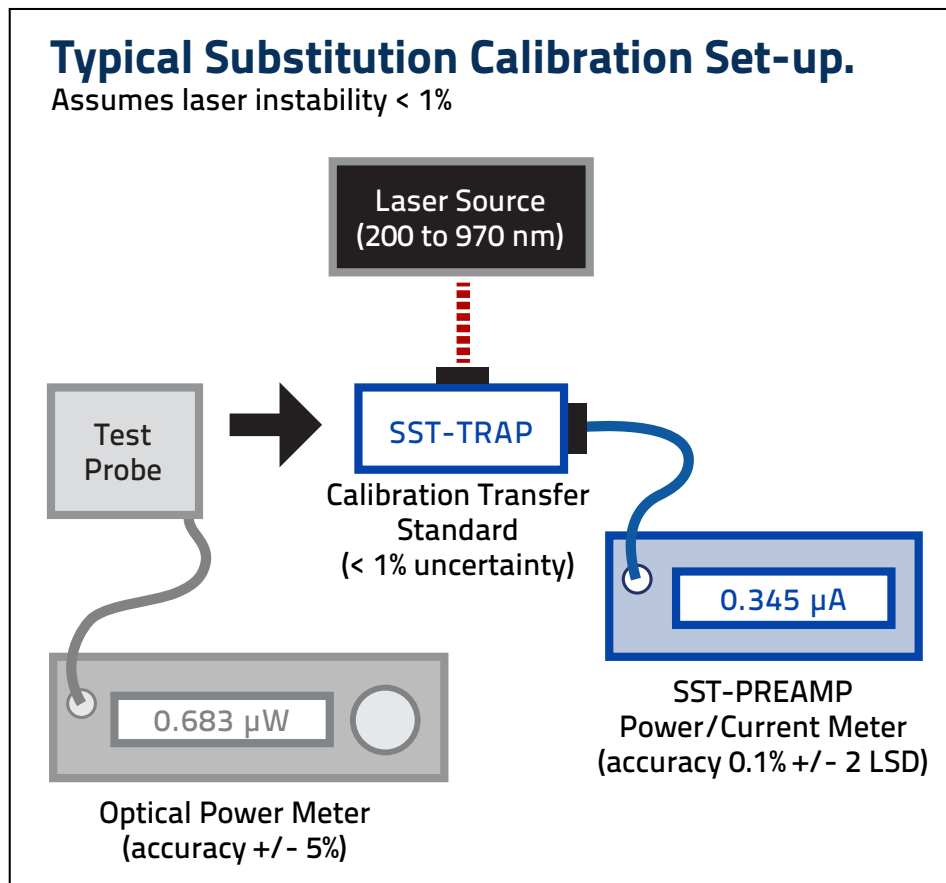 Typical Substitution Calibration Set-up.
Assumes laser instability < 1%
Laser Source
(200 to 970 nm)
Test
Probe
SST-TRAP
Calibration Transfer
Standard
(< 1% uncertainty)
0.345 µA
SST-PREAMP
Power/Current Meter
(accuracy 0.1% +/- 2 LSD)
0.683 µW
Optical Power Meter
(accuracy +/- 5%)